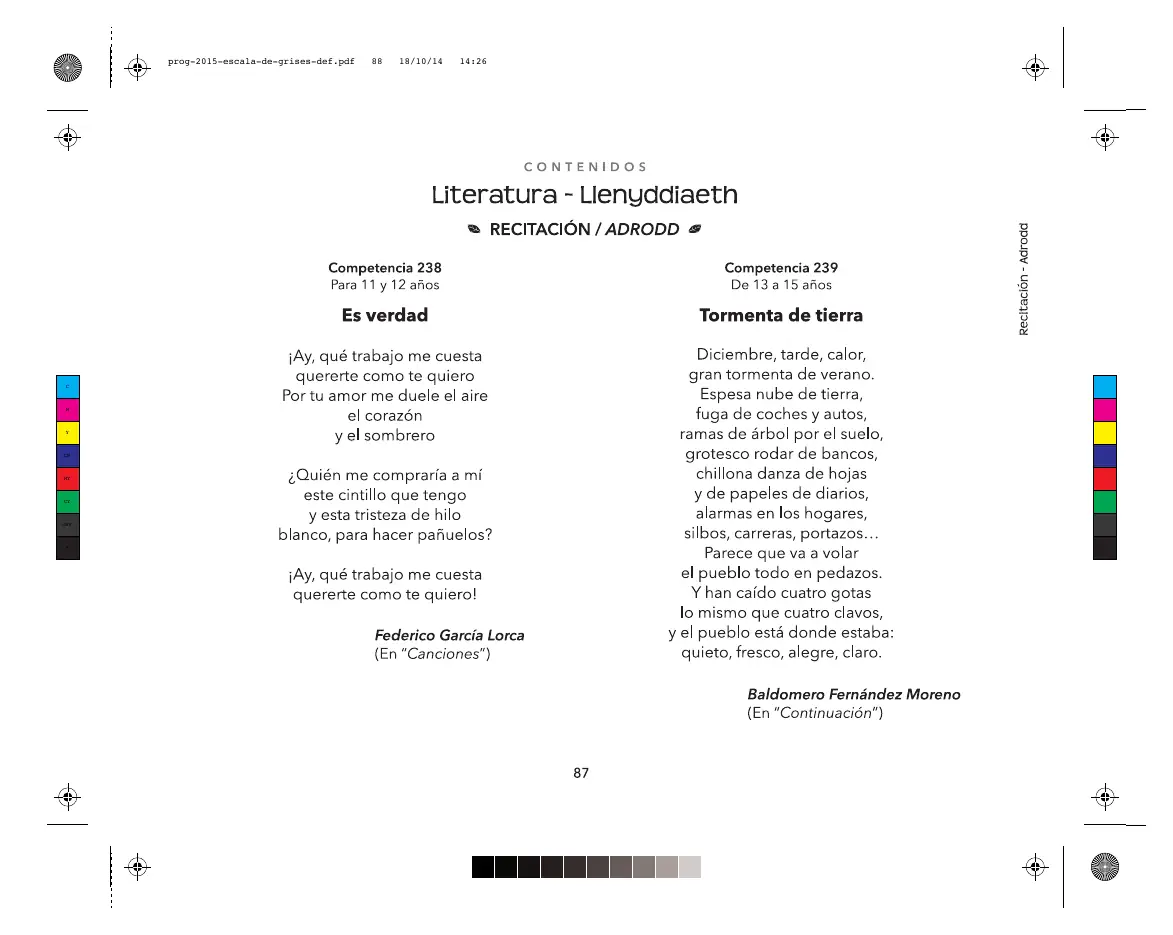 prog-2015-escala-de-grises-def.pdf 88 18/10/14 14:26
CONTENIDOS
Literatura - Llenyddiaeth
RECITACIÓN / ADRODD
Competencia 238
Para 11 y 12 años
Es verdad
¡Ay, qué trabajo me cuesta
quererte como te quiero
Por tu amor me duele el aire
el corazón
y el sombrero
¿Quién me compraría a mí
este cintillo que tengo
y esta tristeza de hilo
blanco, para hacer pañuelos?
¡Ay, qué trabajo me cuesta
quererte como te quiero!
Federico García Lorca
(En "Canciones")
Competencia 239
De 13 a 15 años
Tormenta de tierra
Diciembre, tarde, calor,
gran tormenta de verano.
Espesa nube de tierra,
fuga de coches y autos,
ramas de árbol por el suelo,
grotesco rodar de bancos,
chillona danza de hojas
y de papeles de diarios,
alarmas en los hogares,
silbos, carreras, portazos…
Parece que va a volar
el pueblo todo en pedazos.
Y han caído cuatro gotas
lo mismo que cuatro clavos,
y el pueblo está donde estaba:
quieto, fresco, alegre, claro.
Baldomero Fernández Moreno
(En "Continuación")
Recitación - Adrodd
87
C
M
Y
CM
MY
CY
CMY
K